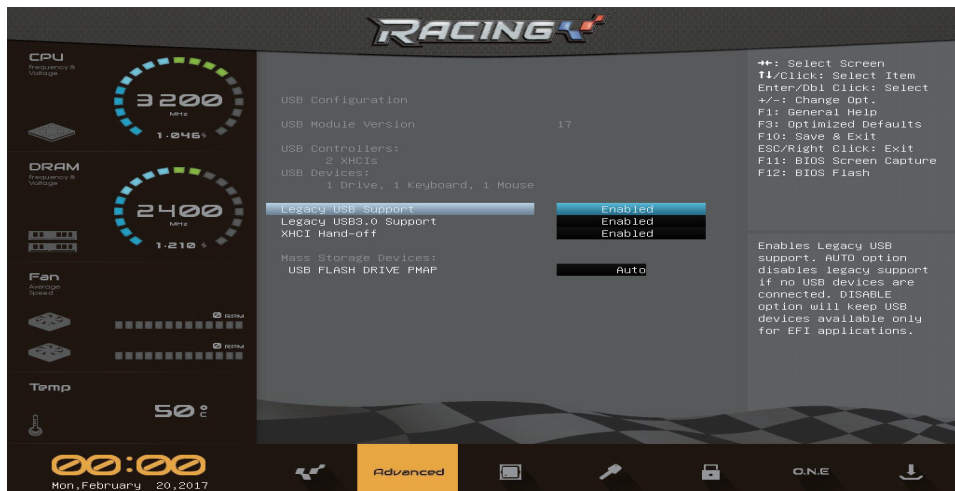 RACING
CPU
Frequency &
Voltage
3200
MHz
1.046
DRAM
Frequency &
Voltage
2400
MHz
1.210
Fan
Average
Speed
0 RPM
0 RPM
Temp
50 °C
USB Configuration
USB Module Version 17
USB Controllers:
2 XHCIs
USB Devices:
1 Drive, 1 Keyboard, 1 Mouse
Legacy USB Support Enabled
Legacy USB3.0 Support Enabled
XHCI Hand-off Enabled
Mass Storage Devices:
USB FLASH DRIVE PMAP Auto
→←: Select Screen
↑↓/Click: Select Item
Enter/Dbl Click: Select
+/-: Change Opt.
F1: General Help
F3: Optimized Defaults
F10: Save & Exit
ESC/Right Click: Exit
F11: BIOS Screen Capture
F12: BIOS Flash
Enables Legacy USB
support. AUTO option
disables legacy support
if no USB devices are
connected. DISABLE
option will keep USB
devices available only
for EFI applications.
00:00
Mon,February 20,2017
Advanced
O.N.E